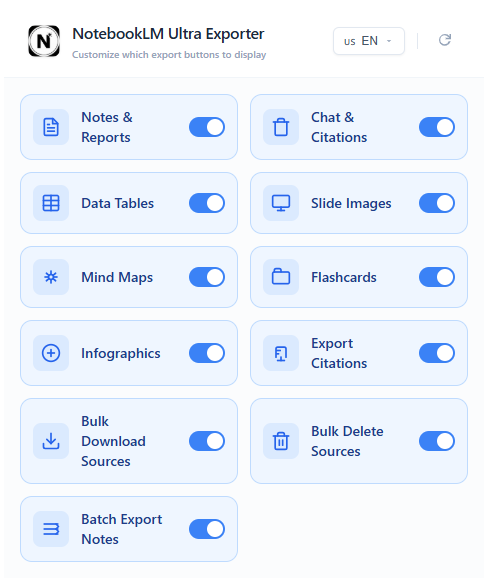 NotebookLM Ultra Exporter
Customize which export buttons to display
us EN
Notes &
Reports
Chat &
Citations
Data Tables
Slide Images
Mind Maps
Flashcards
Infographics
Export
Citations
Bulk
Download
Sources
Bulk Delete
Sources
Batch Export
Notes